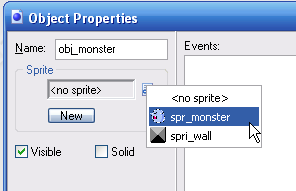 Object Properties
Name: obj_monster
Events:
Sprite
<no sprite>
<no sprite>
New
spr_monster
spri_wall
Visible
Solid